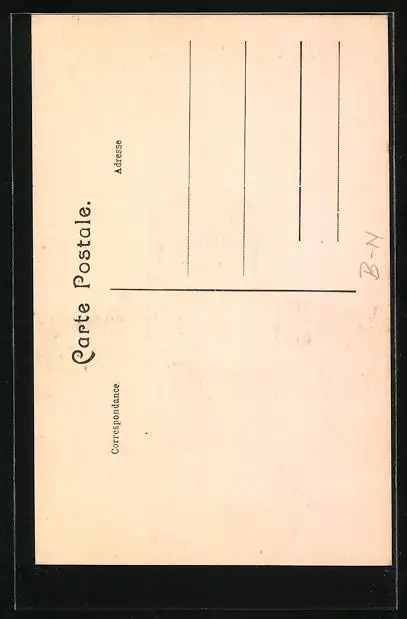 Carte Postale.
Correspondance.
Adresse
B-N